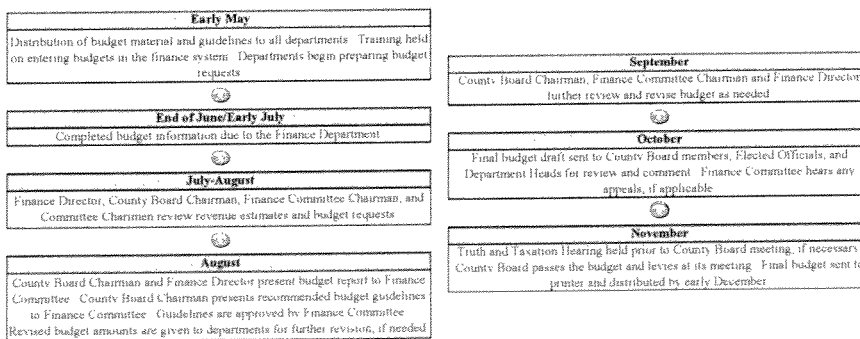 Early May
Distribution of budget material and guidelines to all departments Training held
on entering budgets in the finance system Departments begin preparing budget
requests
End of June/Early July
Completed budget information due to the Finance Department
July-August
Finance Director, County Board Chairman, Finance Committee Chairman, and
Committee Chairmen review revenue estimates and budget requests
August
County Board Chairman and Finance Director present budget report to Finance
Committee County Board Chairman presents recommended budget guidelines
to Finance Committee Guidelines are approved by Finance Committee
Revised budget amounts are given to departments for further revision, if needed
September
County Board Chairman, Finance Committee Chairman and Finance Director
further review and revise budget as needed
October
Final budget draft sent to County Board members, Elected Officials, and
Department Heads for review and comment Finance Committee hears any
appeals, if applicable
November
Truth and Taxation Hearing held prior to County Board meeting, if necessary
County Board passes the budget and levies at its meeting Final budget sent to
printer and distributed by early December